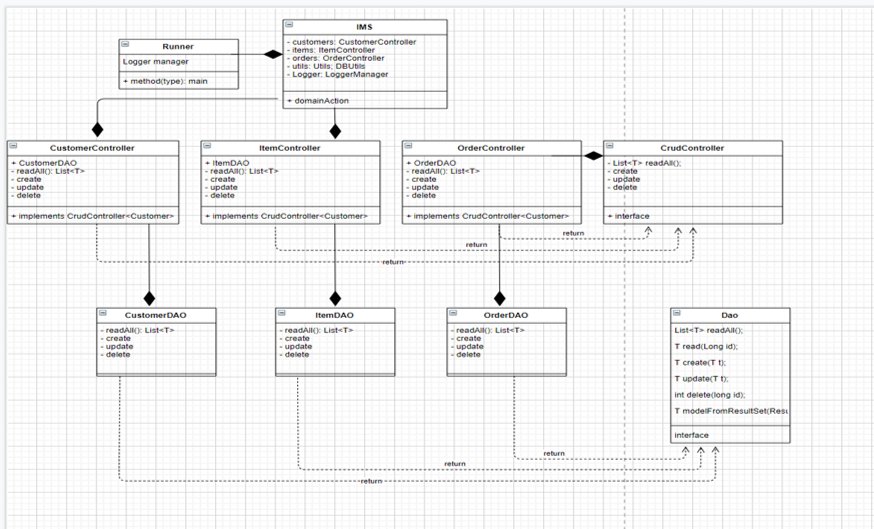 IMS
- customers: CustomerController
- items: ItemController
- orders: OrderController
- utils: Utils; DBUtils
- Logger: LoggerManager
+ domainAction
Runner
Logger manager
+ method(type): main
CustomerController
+ CustomerDAO
- readAll(): List<T>
- create
- update
- delete
+ implements CrudController<Customer>
ItemController
+ ItemDAO
- readAll(): List<T>
- create
- update
- delete
+ implements CrudController<Customer>
OrderController
+ OrderDAO
- readAll(): List<T>
- create
- update
- delete
+ implements CrudController<Customer>
CrudController
- List<T> readAll();
- create
- update
- delete
+ interface
return
return
return
CustomerDAO
- readAll(): List<T>
- create
- update
- delete
ItemDAO
- readAll(): List<T>
- create
- update
- delete
OrderDAO
- readAll(): List<T>
- create
- update
- delete
Dao
List<T> readAll();
T read(Long id);
T create(T t);
T update(T t);
int delete(long id);
T modelFromResultSet(Resu
interface
return
return
return